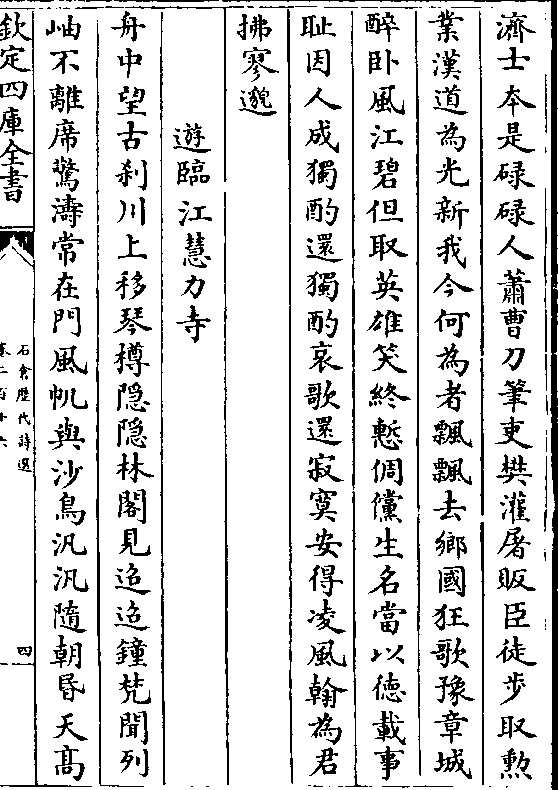 濟士夲是碌碌人蕭曹刀筆吏樊灌屠販臣徒步取勲
業漢道為光新我今何為者飄飄去鄉國狂歌豫章城
醉卧風江碧但取英雄笑終慙倜儻生名當以德載事
耻因人成獨酌還獨酌哀歌還寂寞安得凌風翰為君
拂寥邈
遊臨江慧力寺
舟中望古刹川上移琴樽隠隠林閣見迢迢鐘梵聞列
岫不離席驚濤常在門風帆與沙鳥汎汎隨朝昏天髙
欽定四庫全書
石倉歴代詩選
卷二百十六
四